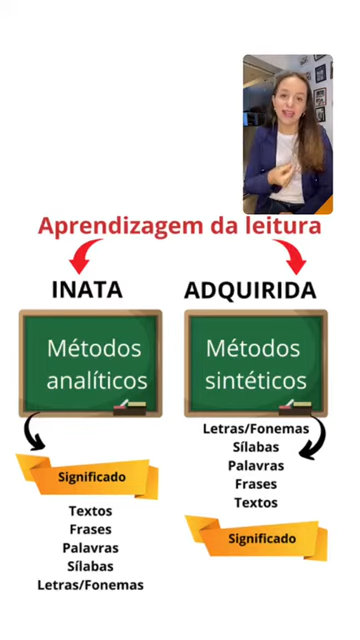 Aprendizagem da leitura
INATA
Métodos
analíticos
Significado
Textos
Frases
Palavras
Sílabas
Letras/Fonemas
ADQUIRIDA
Métodos
sintéticos
Letras/Fonemas
Sílabas
Palavras
Frases
Textos
Significado